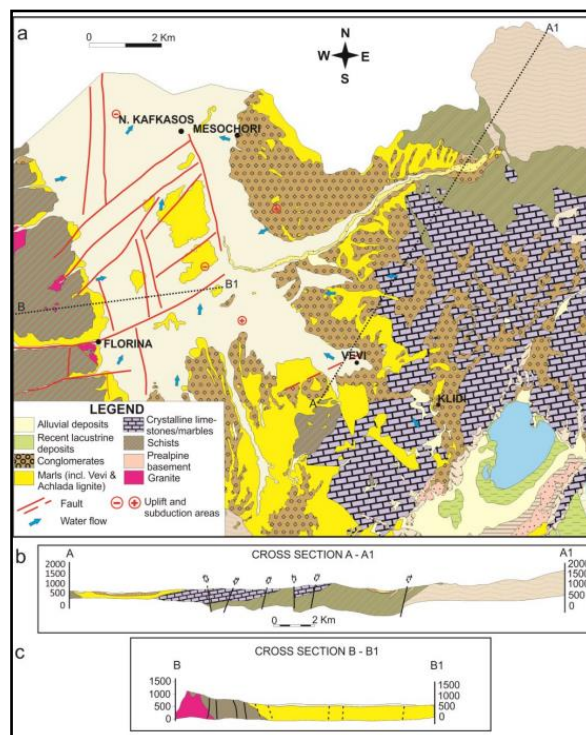 a
0 2 Km
N
W E
S
A1
N. KAFKASOS
MESOCHORI
B
B1
FLORINA
VEVI
A
KLIDI
LEGEND
Alluvial deposits
Recent lacustrine
deposits
Conglomerates
Marls (incl. Vevi &
Achlada lignite)
Crystalline lime-
stones/marbles
Schists
Prealpine
basement
Granite
Fault
Water flow
Uplift and
subduction areas
b
CROSS SECTION A - A1
A
A1
2000
1500
1000
500
0
2000
1500
1000
500
0
0 2 Km
c
CROSS SECTION B - B1
B
B1
1500
1000
500
0
1500
1000
500
0